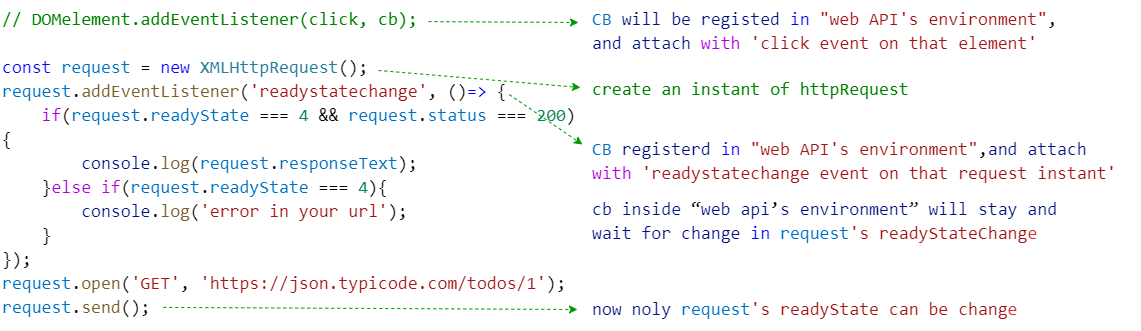 // DOMelement.addEventListener(click, cb);
CB will be registed in "web API's environment",
and attach with 'click event on that element'
const request = new XMLHttpRequest();
create an instant of httpRequest
request.addEventListener('readystatechange', ()=> {
if(request.readyState === 4 && request.status === 200)
{
console.log(request.responseText);
}else if(request.readyState === 4){
console.log('error in your url');
}
});
CB registerd in "web API's environment",and attach
with 'readystatechange event on that request instant'
cb inside “web api’s environment” will stay and
wait for change in request's readyStateChange
request.open('GET', 'https://json.typicode.com/todos/1');
request.send();
now noly request's readyState can be change